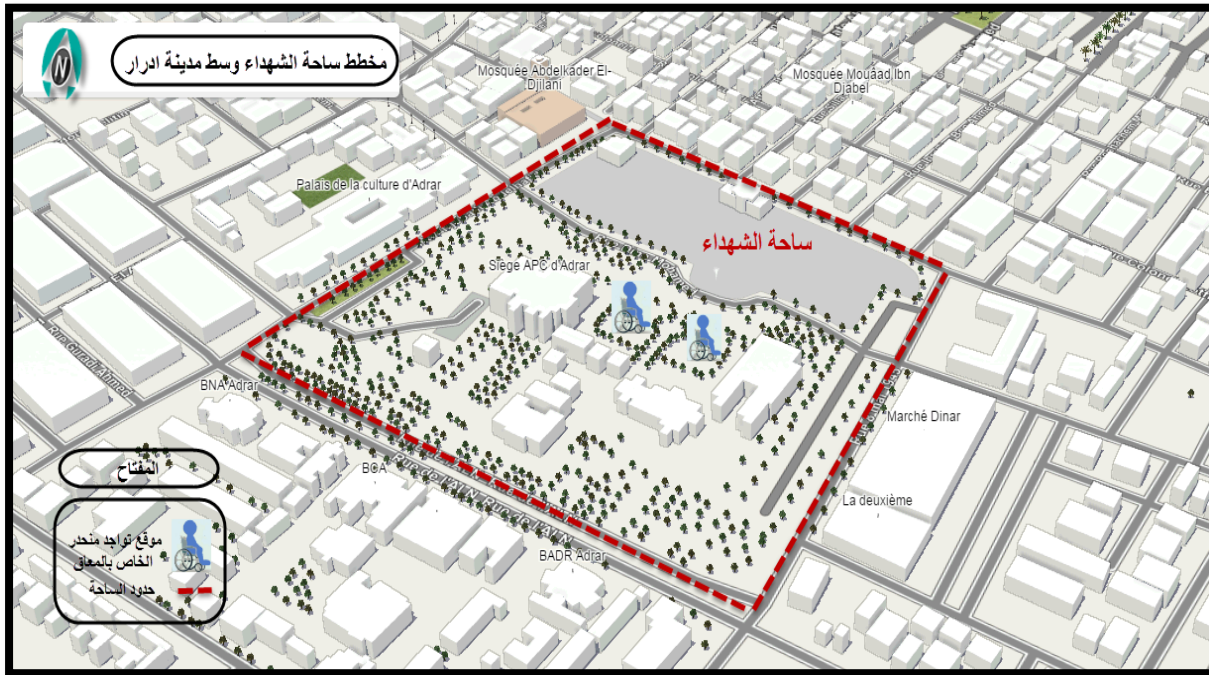 مخطط ساحة الشهداء وسط مدينة ادرار
N
Mosquée Abdelkader El-
Djilani
Mosquée Mouâad Ibn
Djabel
Palais de la culture d'Adrar
ساحة الشهداء
Siège APC d'Adrar
Rue Guradi Ahmed
BNA Adrar
Marché Dinar
BCA
Rue de l'ALN
Rue de l'ALN
La deuxième
BADR Adrar
المفتاح
موقع تواجد منحدر
الخاص بالمعاق
حدود الساحة